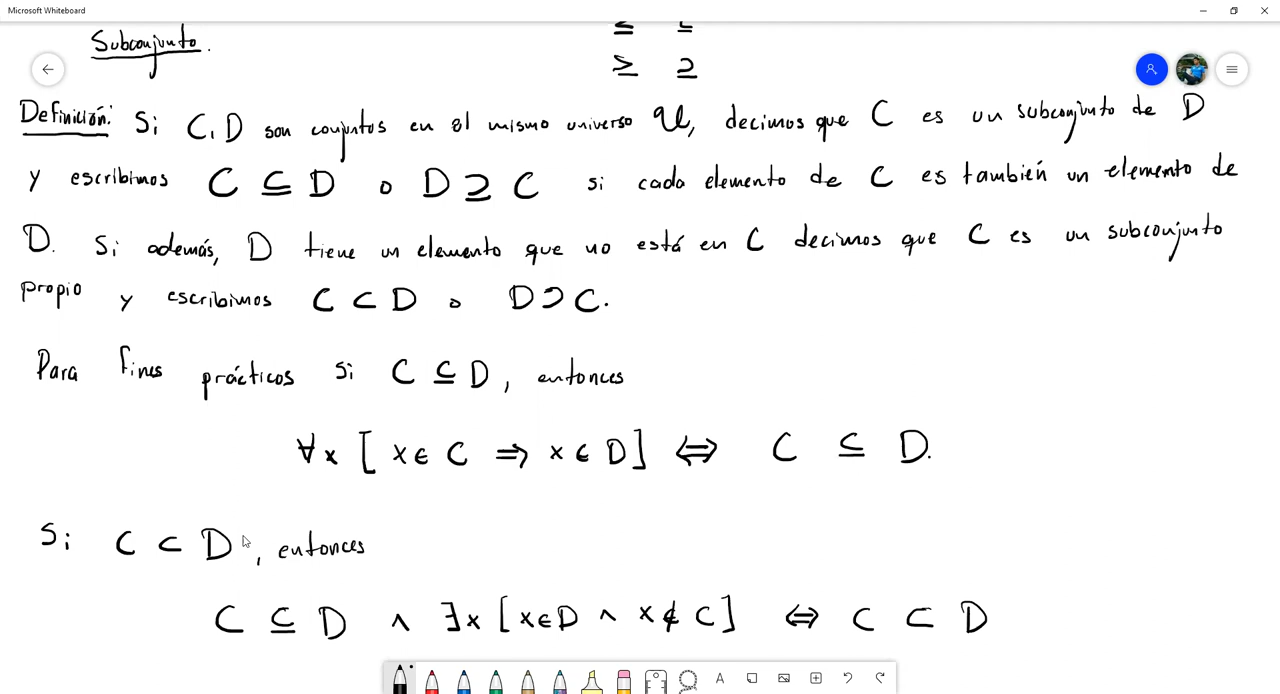 Microsoft Whiteboard
Subconjunto.
≤ ⊆
≥ ⊇
Definición: Si C, D son conjuntos en el mismo universo 𝒰, decimos que C es un subconjunto de D
y escribimos C ⊆ D o D ⊇ C si cada elemento de C es también un elemento de
D. Si además, D tiene un elemento que no está en C decimos que C es un subconjunto
propio y escribimos C ⊂ D o D ⊃ C.
Para fines prácticos si C ⊆ D, entonces
∀x [x ∈ C ⇒ x ∈ D] ⇔ C ⊆ D.
Si C ⊂ D, entonces
C ⊆ D ∧ ∃x [x ∈ D ∧ x ∉ C] ⇔ C ⊂ D